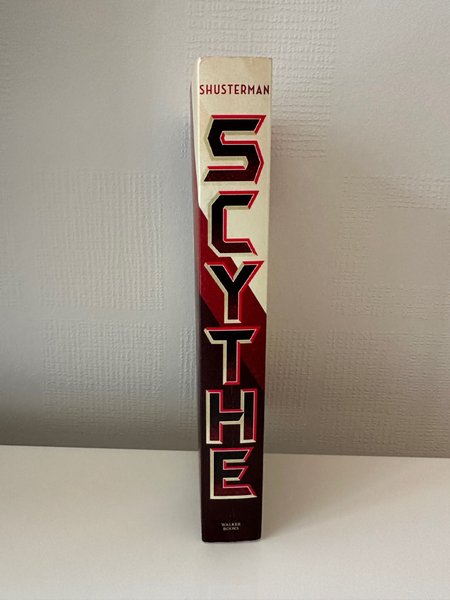 SHUSTERMAN
SCYTHE
WALKER
BOOKS